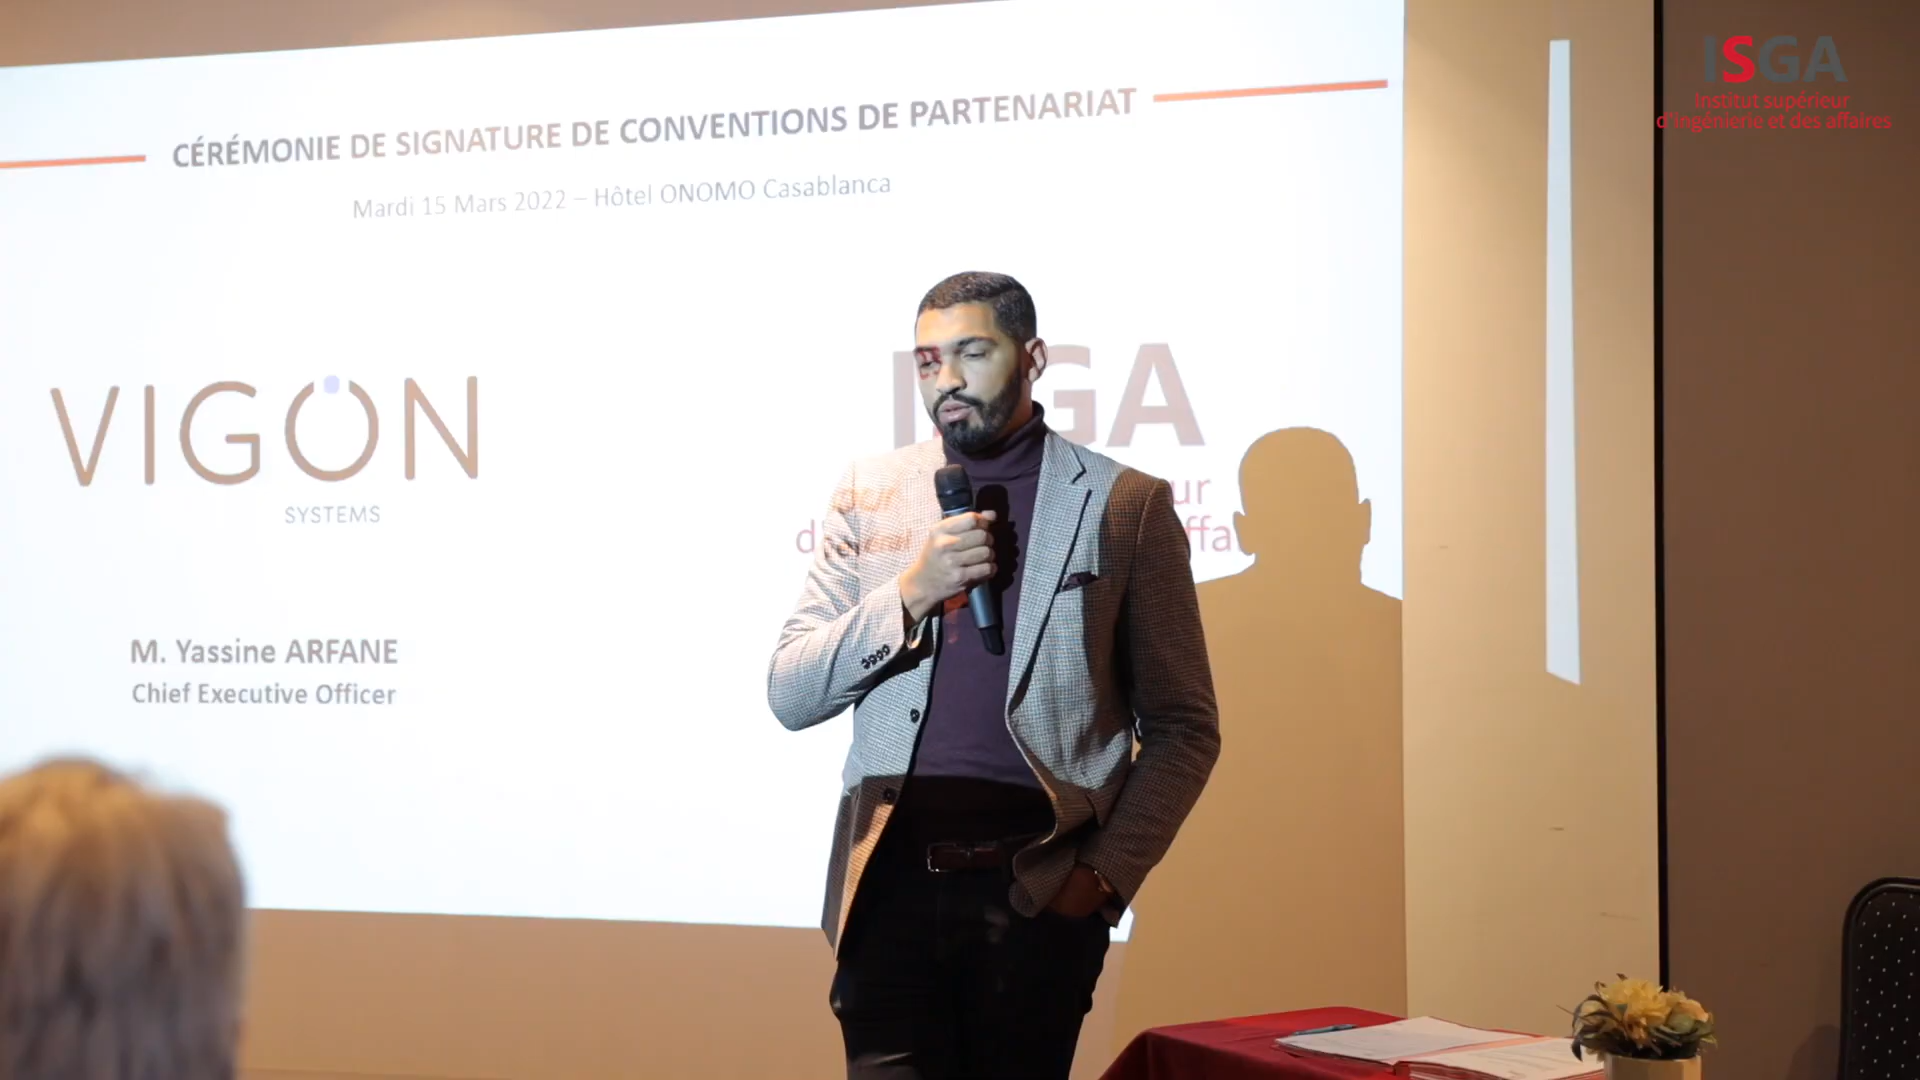 CÉRÉMONIE DE SIGNATURE DE CONVENTIONS DE PARTENARIAT
Mardi 15 Mars 2022 – Hôtel ONOMO Casablanca
VIGON
SYSTEMS
M. Yassine ARFANE
Chief Executive Officer
ISGA
ISGA
Institut supérieur
d'ingénierie et des affaires